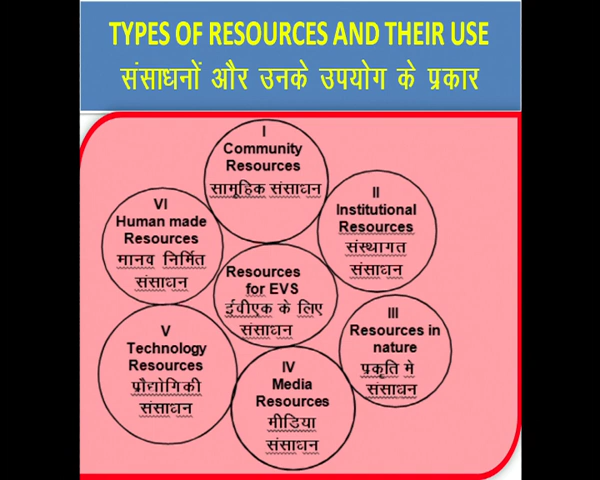 TYPES OF RESOURCES AND THEIR USE
संसाधनों और उनके उपयोग के प्रकार
I
Community
Resources
सामूहिक संसाधन
II
Institutional
Resources
संस्थागत
संसाधन
III
Resources in
nature
प्रकृति मे
संसाधन
IV
Media
Resources
मीडिया
संसाधन
V
Technology
Resources
प्रौद्योगिकी
संसाधन
VI
Human made
Resources
मानव निर्मित
संसाधन
Resources
for EVS
ईवीएक के लिए
संसाधन